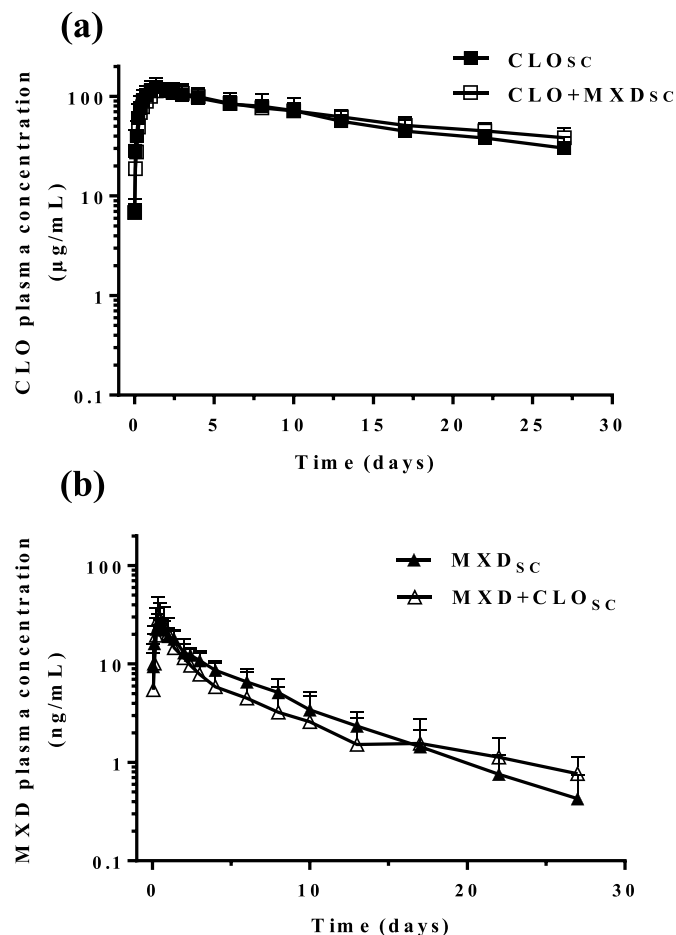 (a)
CLO plasma concentration
(µg/mL)
100
10
1
0.1
CLOSC
CLO+MXDSC
0 5 10 15 20 25 30
Time (days)
(b)
MXD plasma concentration
(ng/mL)
100
10
1
0.1
MXDSC
MXD+CLOSC
0 10 20 30
Time (days)